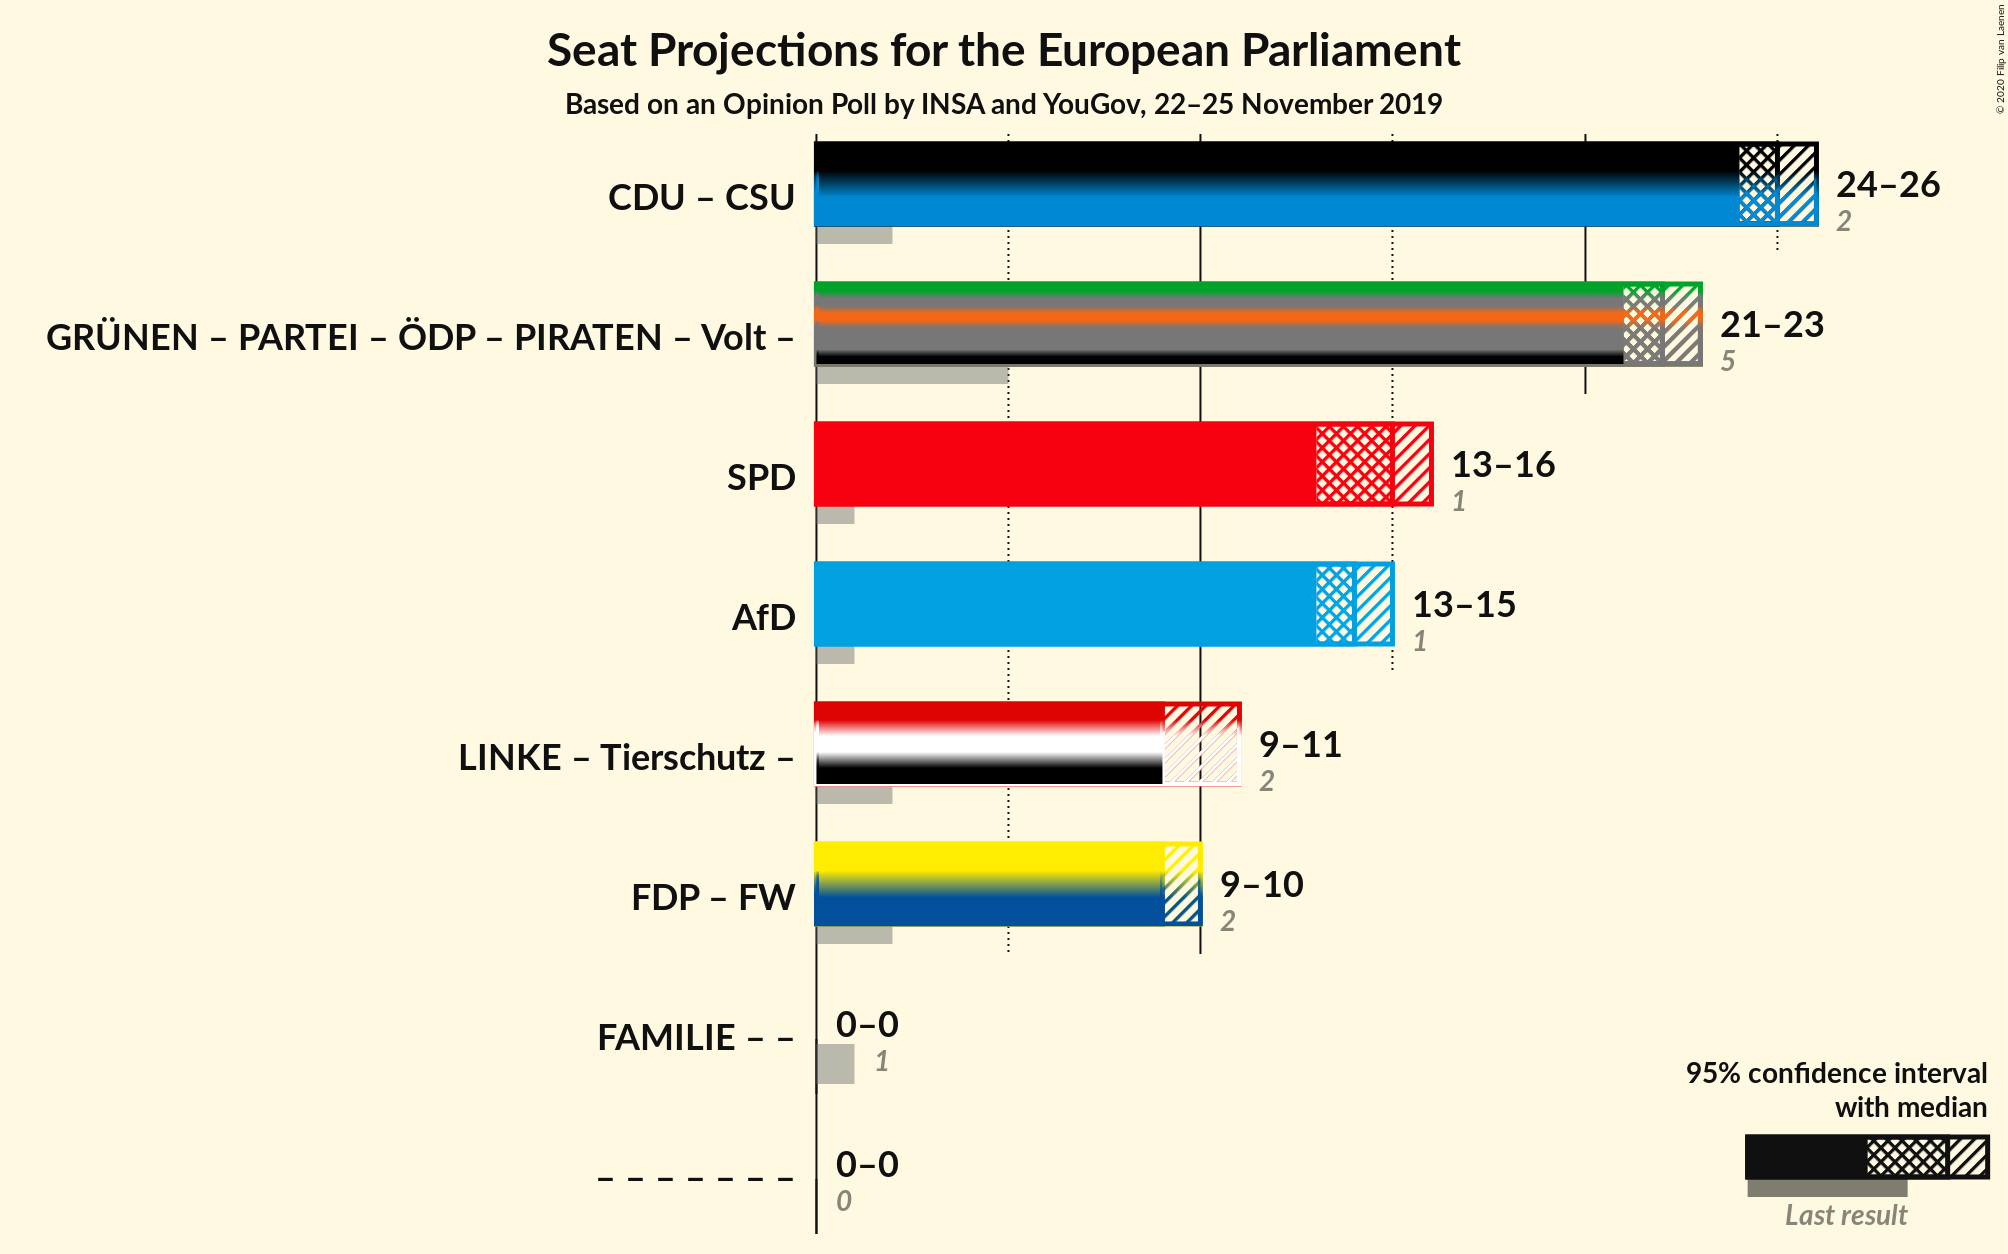 Seat Projections for the European Parliament
Based on an Opinion Poll by INSA and YouGov, 22–25 November 2019
© 2020 Filip van Laenen
CDU – CSU
24–26
2
GRÜNEN – PARTEI – ÖDP – PIRATEN – Volt –
21–23
5
SPD
13–16
1
AfD
13–15
1
LINKE – Tierschutz –
9–11
2
FDP – FW
9–10
2
FAMILIE – –
0–0
1
– – – – – – –
0–0
0
95% confidence interval
with median
Last result